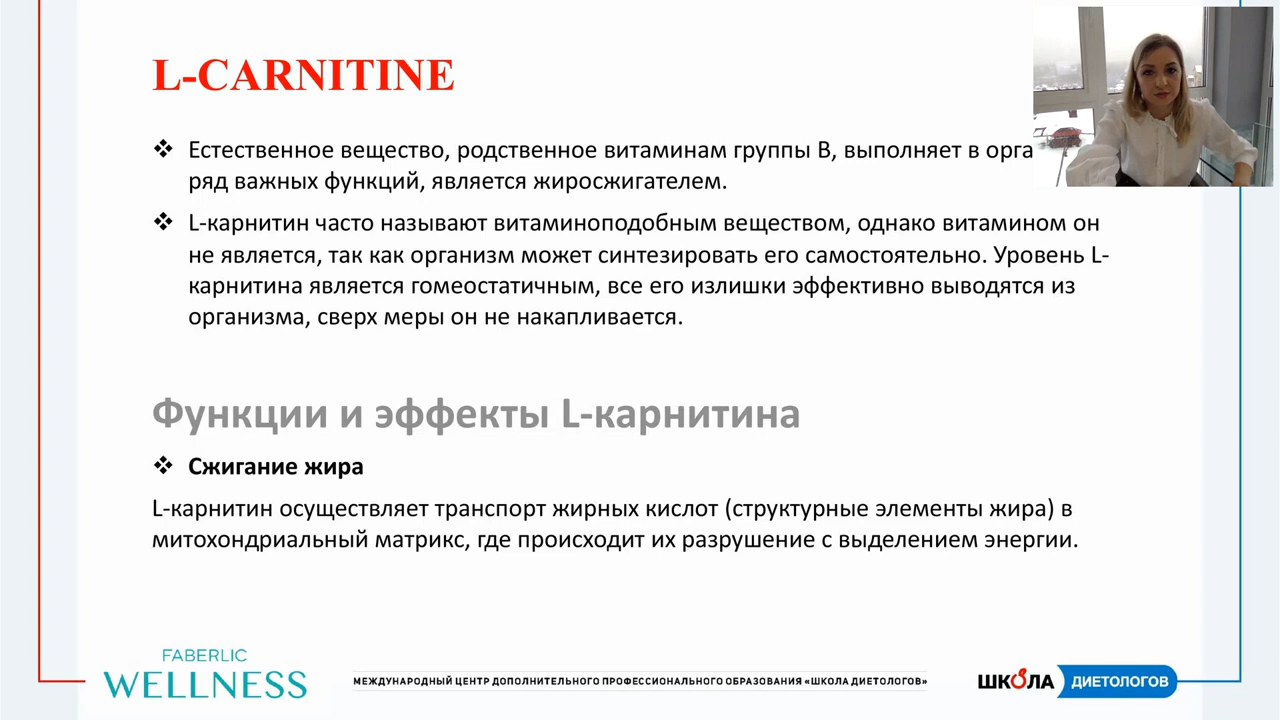 L-CARNITINE
❖ Естественное вещество, родственное витаминам группы В, выполняет в орга
ряд важных функций, является жиросжигателем.
❖ L-карнитин часто называют витаминоподобным веществом, однако витамином он
не является, так как организм может синтезировать его самостоятельно. Уровень L-
карнитина является гомеостатичным, все его излишки эффективно выводятся из
организма, сверх меры он не накапливается.
Функции и эффекты L-карнитина
❖ Сжигание жира
L-карнитин осуществляет транспорт жирных кислот (структурные элементы жира) в
митохондриальный матрикс, где происходит их разрушение с выделением энергии.
FABERLIC
WELLNESS
МЕЖДУНАРОДНЫЙ ЦЕНТР ДОПОЛНИТЕЛЬНОГО ПРОФЕССИОНАЛЬНОГО ОБРАЗОВАНИЯ «ШКОЛА ДИЕТОЛОГОВ»
ШКОЛА ДИЕТОЛОГОВ